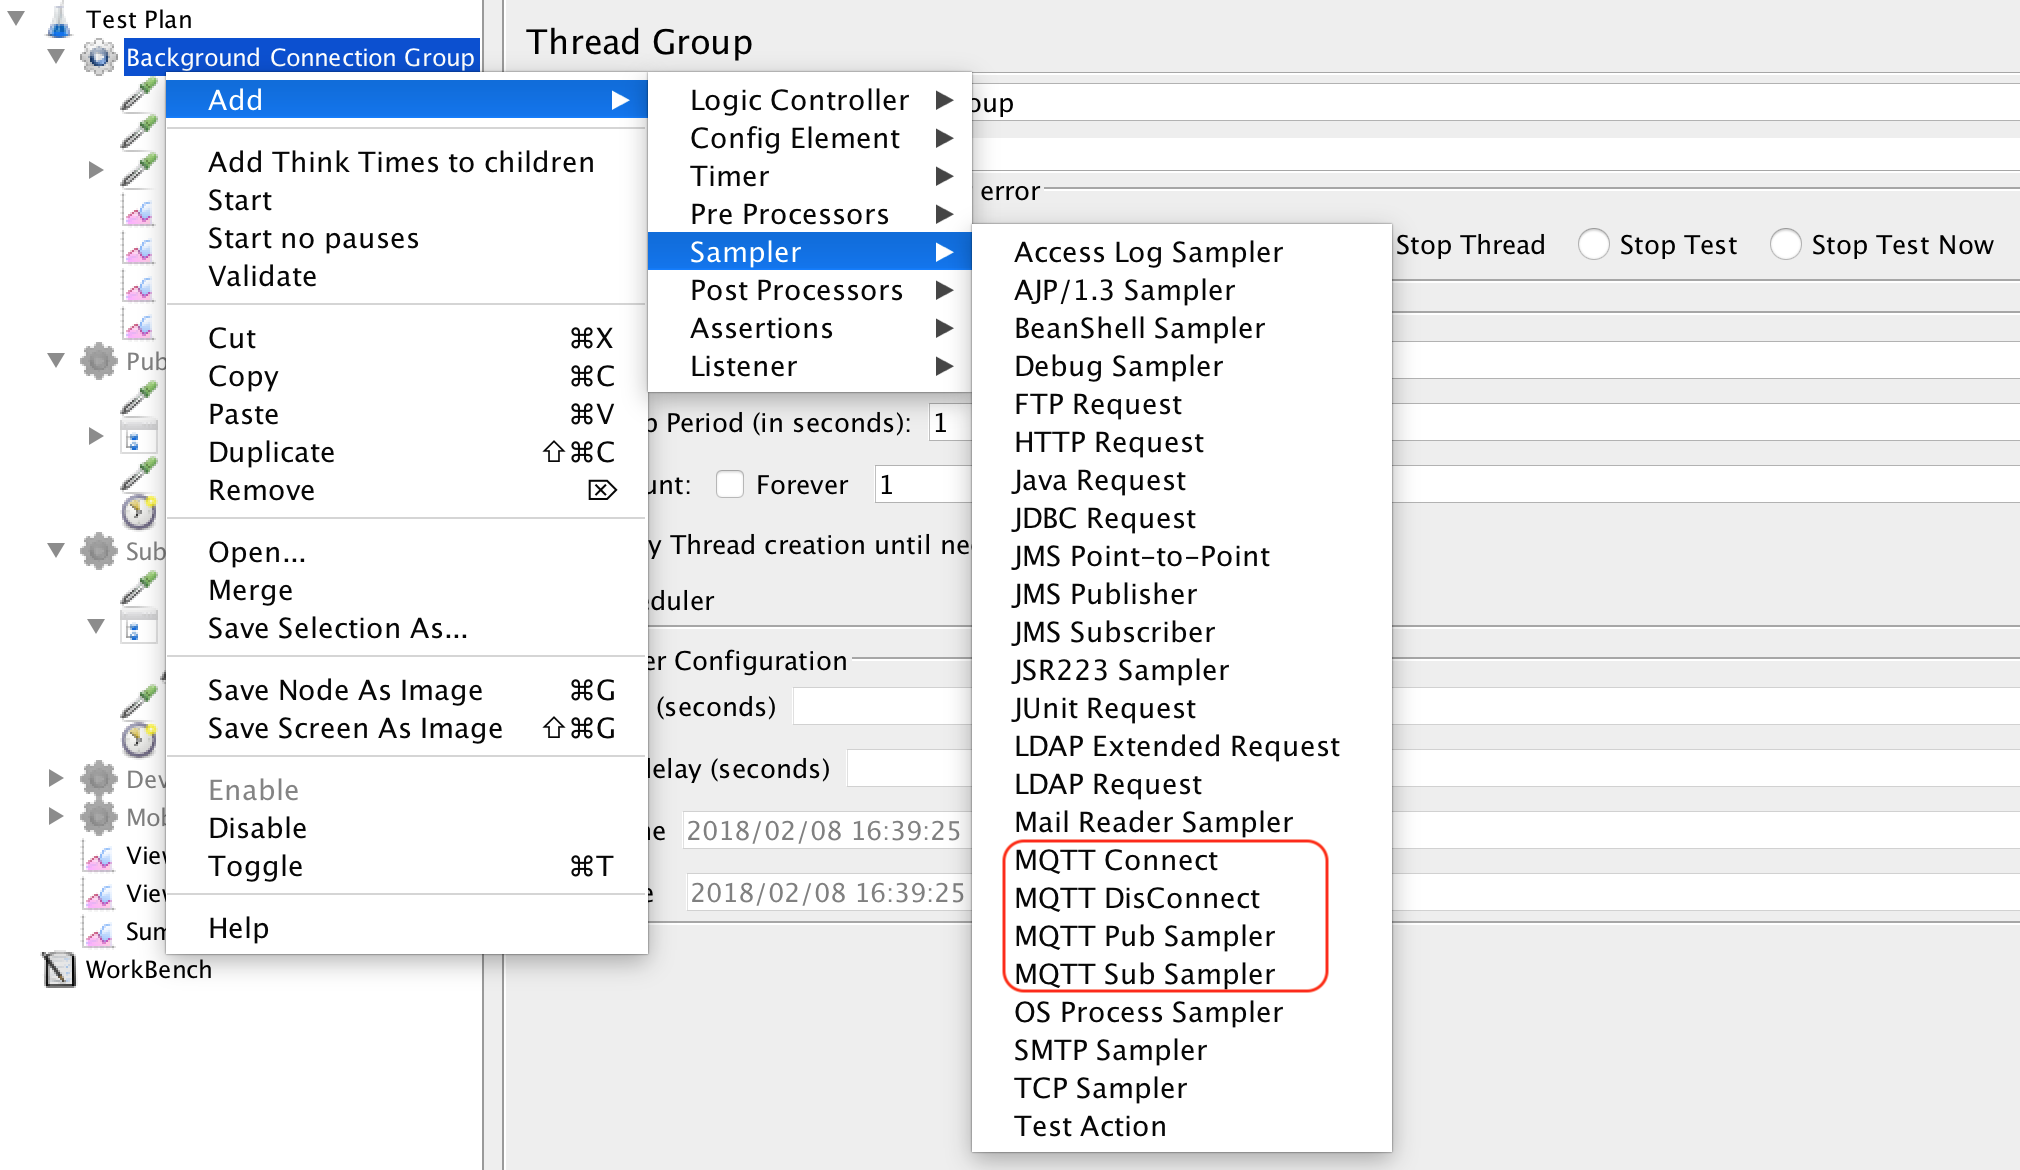 Test Plan
Background Connection Group
Pub
Sub
Dev
Mob
View
View
Sum
WorkBench
Add
Add Think Times to children
Start
Start no pauses
Validate
Cut ⌘X
Copy ⌘C
Paste ⌘V
Duplicate ⇧⌘C
Remove ⌦
Open...
Merge
Save Selection As...
Save Node As Image ⌘G
Save Screen As Image ⇧⌘G
Enable
Disable
Toggle ⌘T
Help
Logic Controller
Config Element
Timer
Pre Processors
Sampler
Post Processors
Assertions
Listener
Access Log Sampler
AJP/1.3 Sampler
BeanShell Sampler
Debug Sampler
FTP Request
HTTP Request
Java Request
JDBC Request
JMS Point-to-Point
JMS Publisher
JMS Subscriber
JSR223 Sampler
JUnit Request
LDAP Extended Request
LDAP Request
Mail Reader Sampler
MQTT Connect
MQTT DisConnect
MQTT Pub Sampler
MQTT Sub Sampler
OS Process Sampler
SMTP Sampler
TCP Sampler
Test Action
Thread Group
oup
error
Stop Thread Stop Test Stop Test Now
p Period (in seconds): 1
unt: Forever 1
y Thread creation until ne
eduler
er Configuration
(seconds)
delay (seconds)
ne 2018/02/08 16:39:25
e 2018/02/08 16:39:25